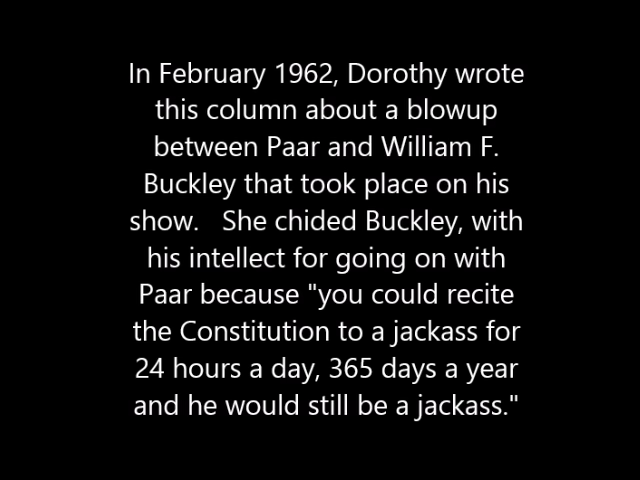 In February 1962, Dorothy wrote
this column about a blowup
between Paar and William F.
Buckley that took place on his
show.   She chided Buckley, with
his intellect for going on with
Paar because "you could recite
the Constitution to a jackass for
24 hours a day, 365 days a year
and he would still be a jackass."